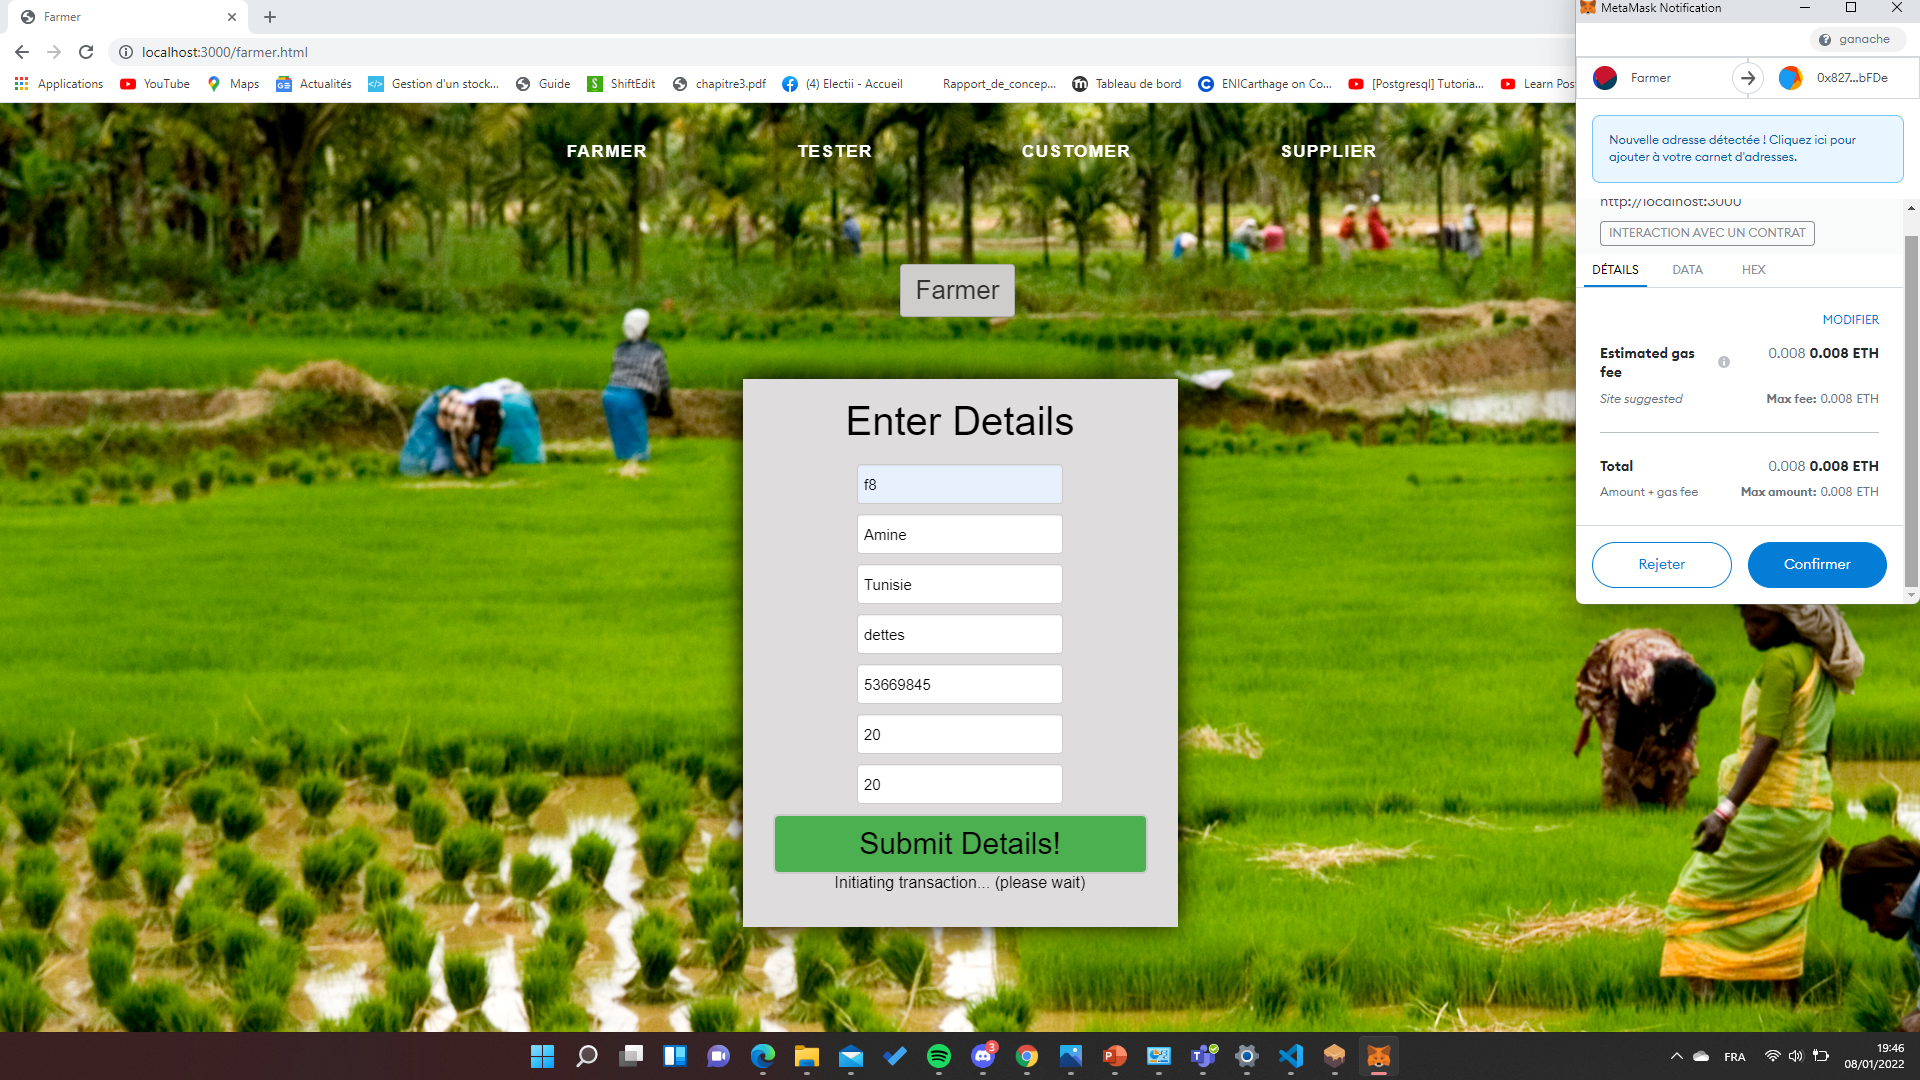 Farmer
localhost:3000/farmer.html
Applications
YouTube
Maps
Actualités
Gestion d'un stock...
Guide
ShiftEdit
chapitre3.pdf
(4) Electii - Accueil
Rapport_de_concep...
Tableau de bord
ENICarthage on Co...
[Postgresql] Tutoria...
Learn Pos
FARMER
TESTER
CUSTOMER
SUPPLIER
Farmer
Enter Details
f8
Amine
Tunisie
dettes
53669845
20
20
Submit Details!
Initiating transaction... (please wait)
MetaMask Notification
ganache
Farmer
0x827...bFDe
Nouvelle adresse détectée ! Cliquez ici pour
ajouter à votre carnet d'adresses.
http://localhost:3000
INTERACTION AVEC UN CONTRAT
DÉTAILS
DATA
HEX
MODIFIER
Estimated gas
fee
0.008 0.008 ETH
Site suggested
Max fee: 0.008 ETH
Total
0.008 0.008 ETH
Amount + gas fee
Max amount: 0.008 ETH
Rejeter
Confirmer
3
FRA
19:46
08/01/2022